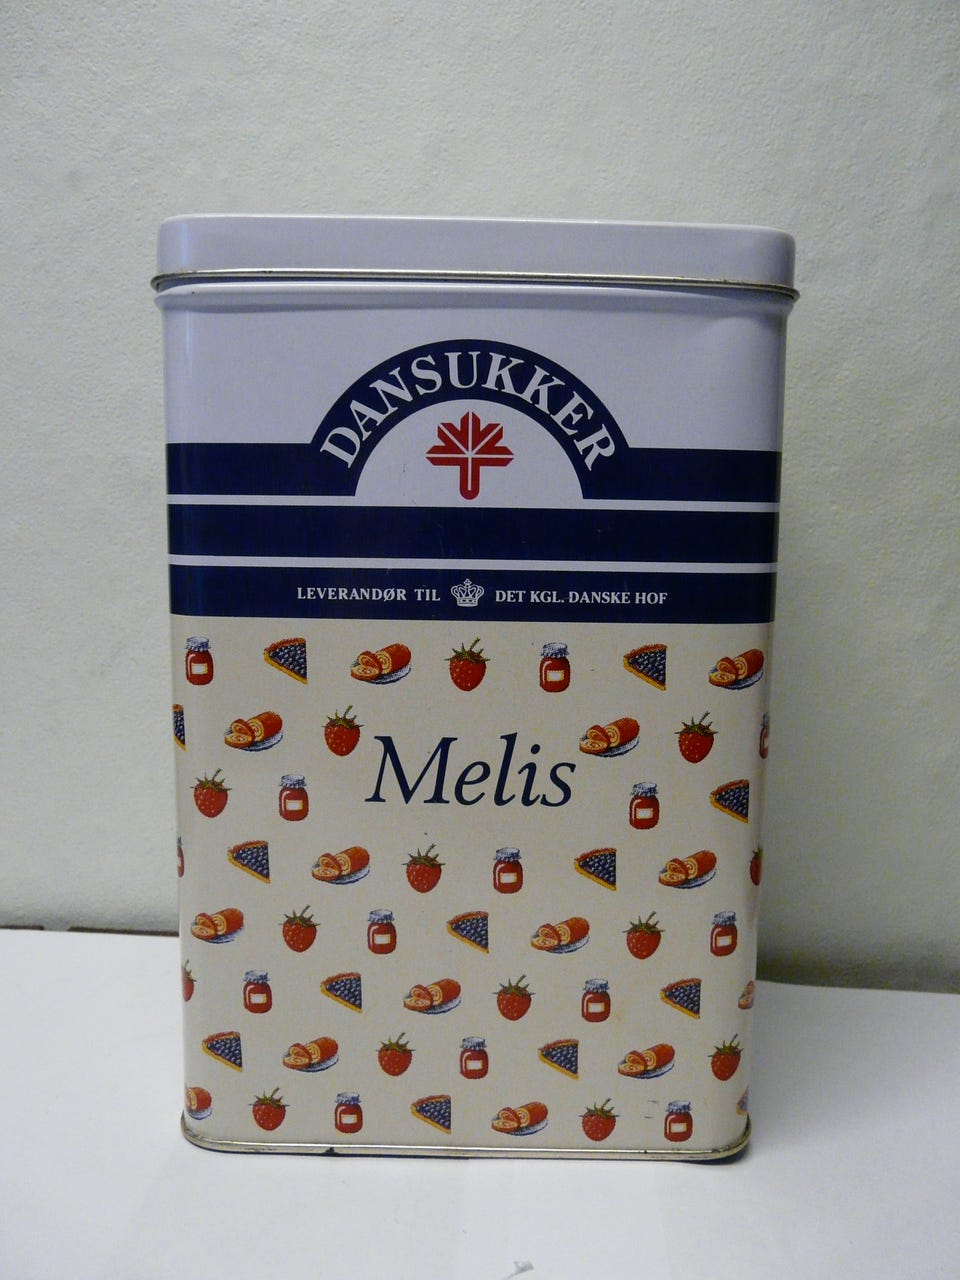 DANSUKKER
LEVERANDØR TIL DET KGL. DANSKE HOF
Melis